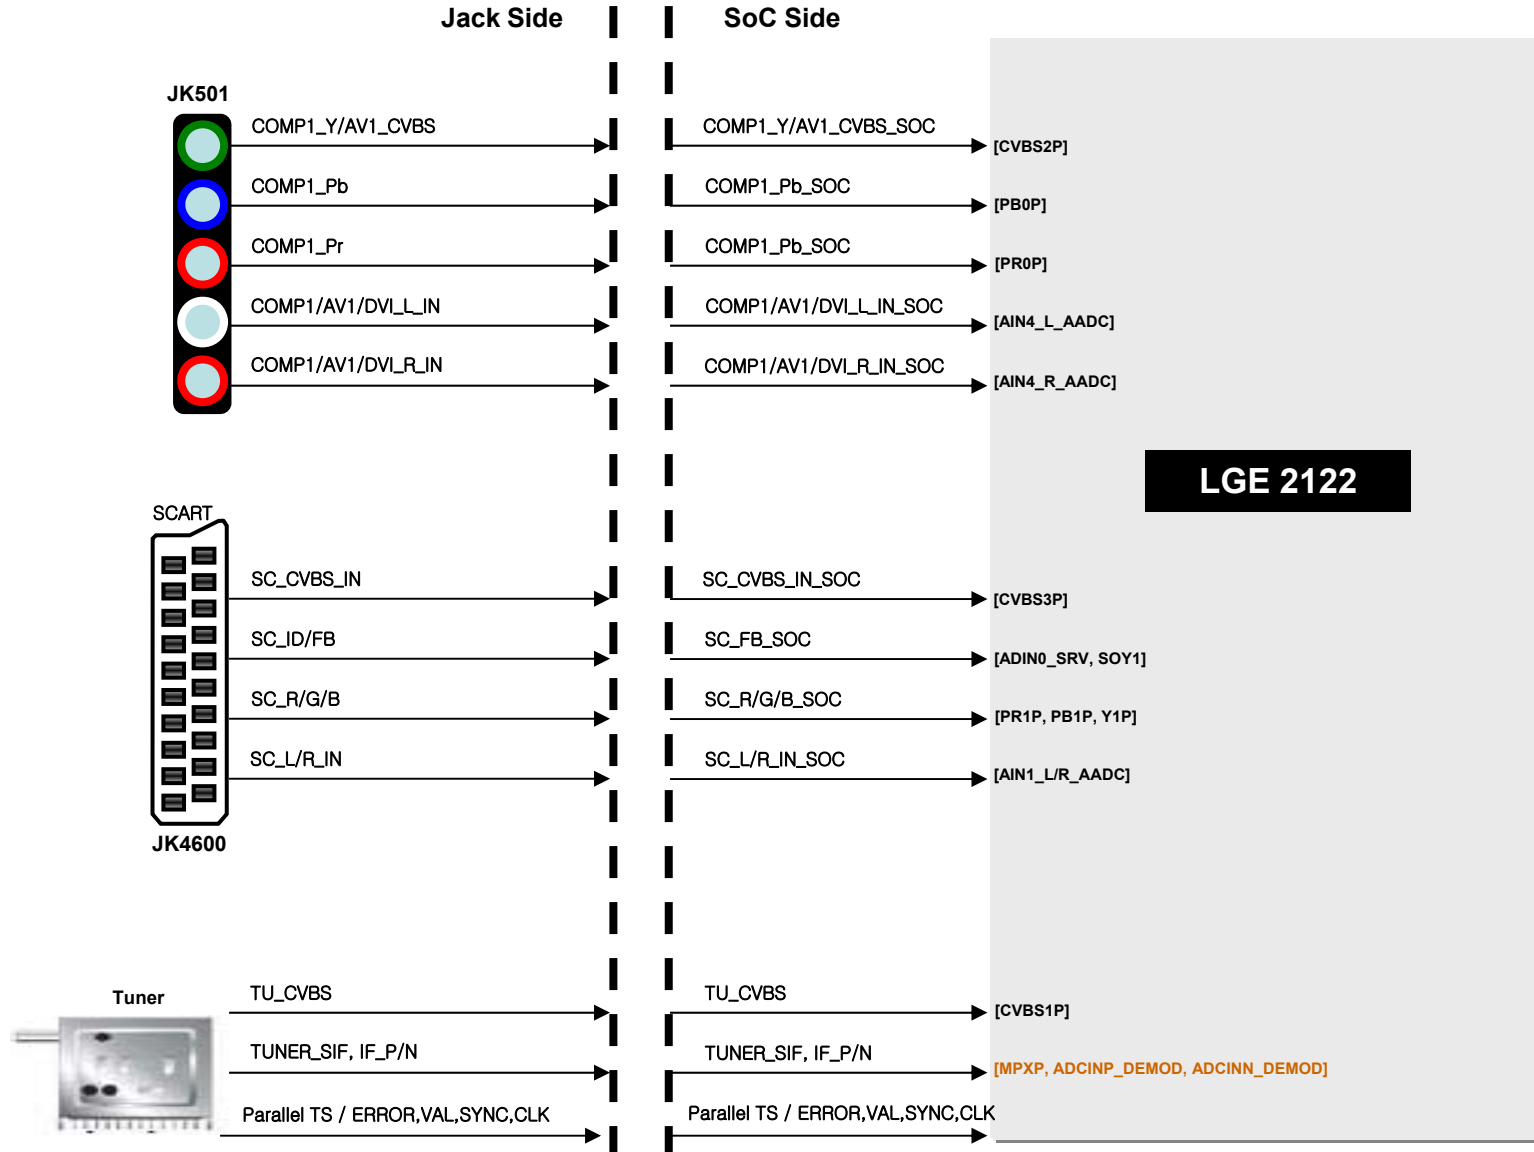 Jack Side
SoC Side
JK501
COMP1_Y/AV1_CVBS
COMP1_Y/AV1_CVBS_SOC
[CVBS2P]
COMP1_Pb
COMP1_Pb_SOC
[PB0P]
COMP1_Pr
COMP1_Pb_SOC
[PR0P]
COMP1/AV1/DVI_L_IN
COMP1/AV1/DVI_L_IN_SOC
[AIN4_L_AADC]
COMP1/AV1/DVI_R_IN
COMP1/AV1/DVI_R_IN_SOC
[AIN4_R_AADC]
LGE 2122
SCART
SC_CVBS_IN
SC_CVBS_IN_SOC
[CVBS3P]
SC_ID/FB
SC_FB_SOC
[ADIN0_SRV, SOY1]
SC_R/G/B
SC_R/G/B_SOC
[PR1P, PB1P, Y1P]
SC_L/R_IN
SC_L/R_IN_SOC
[AIN1_L/R_AADC]
JK4600
Tuner
TU_CVBS
TU_CVBS
[CVBS1P]
TUNER_SIF, IF_P/N
TUNER_SIF, IF_P/N
[MPXP, ADCINP_DEMOD, ADCINN_DEMOD]
Parallel TS / ERROR,VAL,SYNC,CLK
Parallel TS / ERROR,VAL,SYNC,CLK